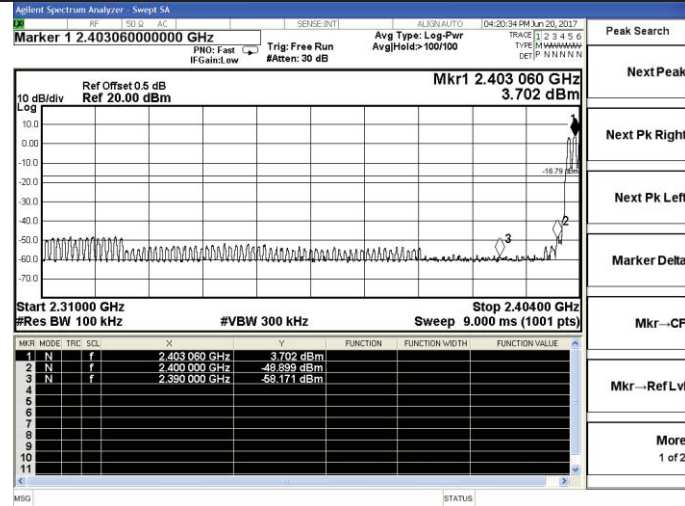 Agilent Spectrum Analyzer - Swept SA
RF 50 Ω AC SENSE:INT ALIGNAUTO 04:20:34 PM Jun 20, 2017
Marker 1 2.403060000000 GHz
PNO: Fast
IFGain:Low
Trig: Free Run
#Atten: 30 dB
Avg Type: Log-Pwr
Avg|Hold:>100/100
TRACE 1 2 3 4 5 6
TYPE M
DET P N N N N N
Peak Search
Ref Offset 0.5 dB
10 dB/div Ref 20.00 dBm
Log
Mkr1 2.403 060 GHz
3.702 dBm
10.0
0.00
-10.0
-20.0
-30.0
-40.0
-50.0
-60.0
-70.0
1
-16.79 dBm
2
3
Start 2.31000 GHz
Stop 2.40400 GHz
#Res BW 100 kHz
#VBW 300 kHz
Sweep 9.000 ms (1001 pts)
MKR MODE TRC SCL X Y FUNCTION FUNCTION WIDTH FUNCTION VALUE
1 N f 2.403 060 GHz 3.702 dBm
2 N f 2.400 000 GHz -48.899 dBm
3 N f 2.390 000 GHz -58.171 dBm
4
5
6
7
8
9
10
11
MSG
STATUS
Next Peak
Next Pk Right
Next Pk Left
Marker Delta
Mkr→CF
Mkr→Ref Lvl
More
1 of 2